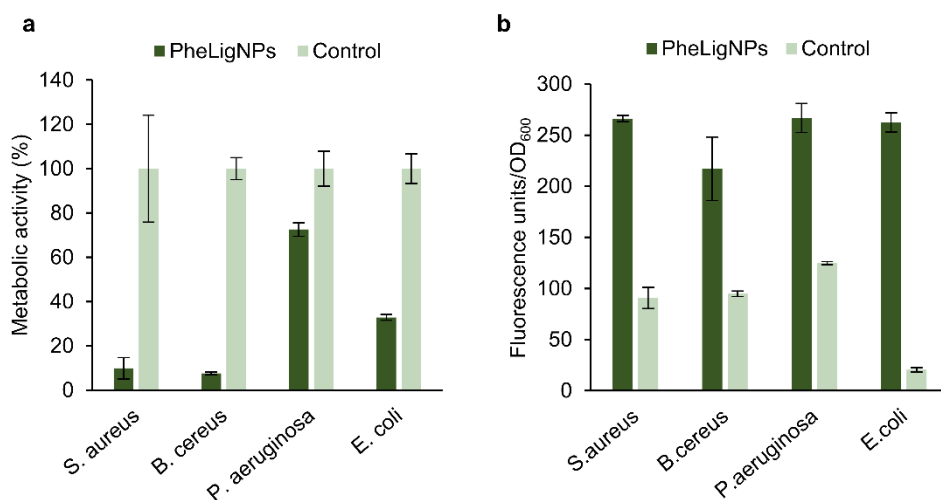 a
PheLigNPs Control
Metabolic activity (%)
140
120
100
80
60
40
20
0
S. aureus
B. cereus
P. aeruginosa
E. coli
b
PheLigNPs Control
Fluorescence units/OD₆₀₀
300
250
200
150
100
50
0
S.aureus
B.cereus
P.aeruginosa
E.coli